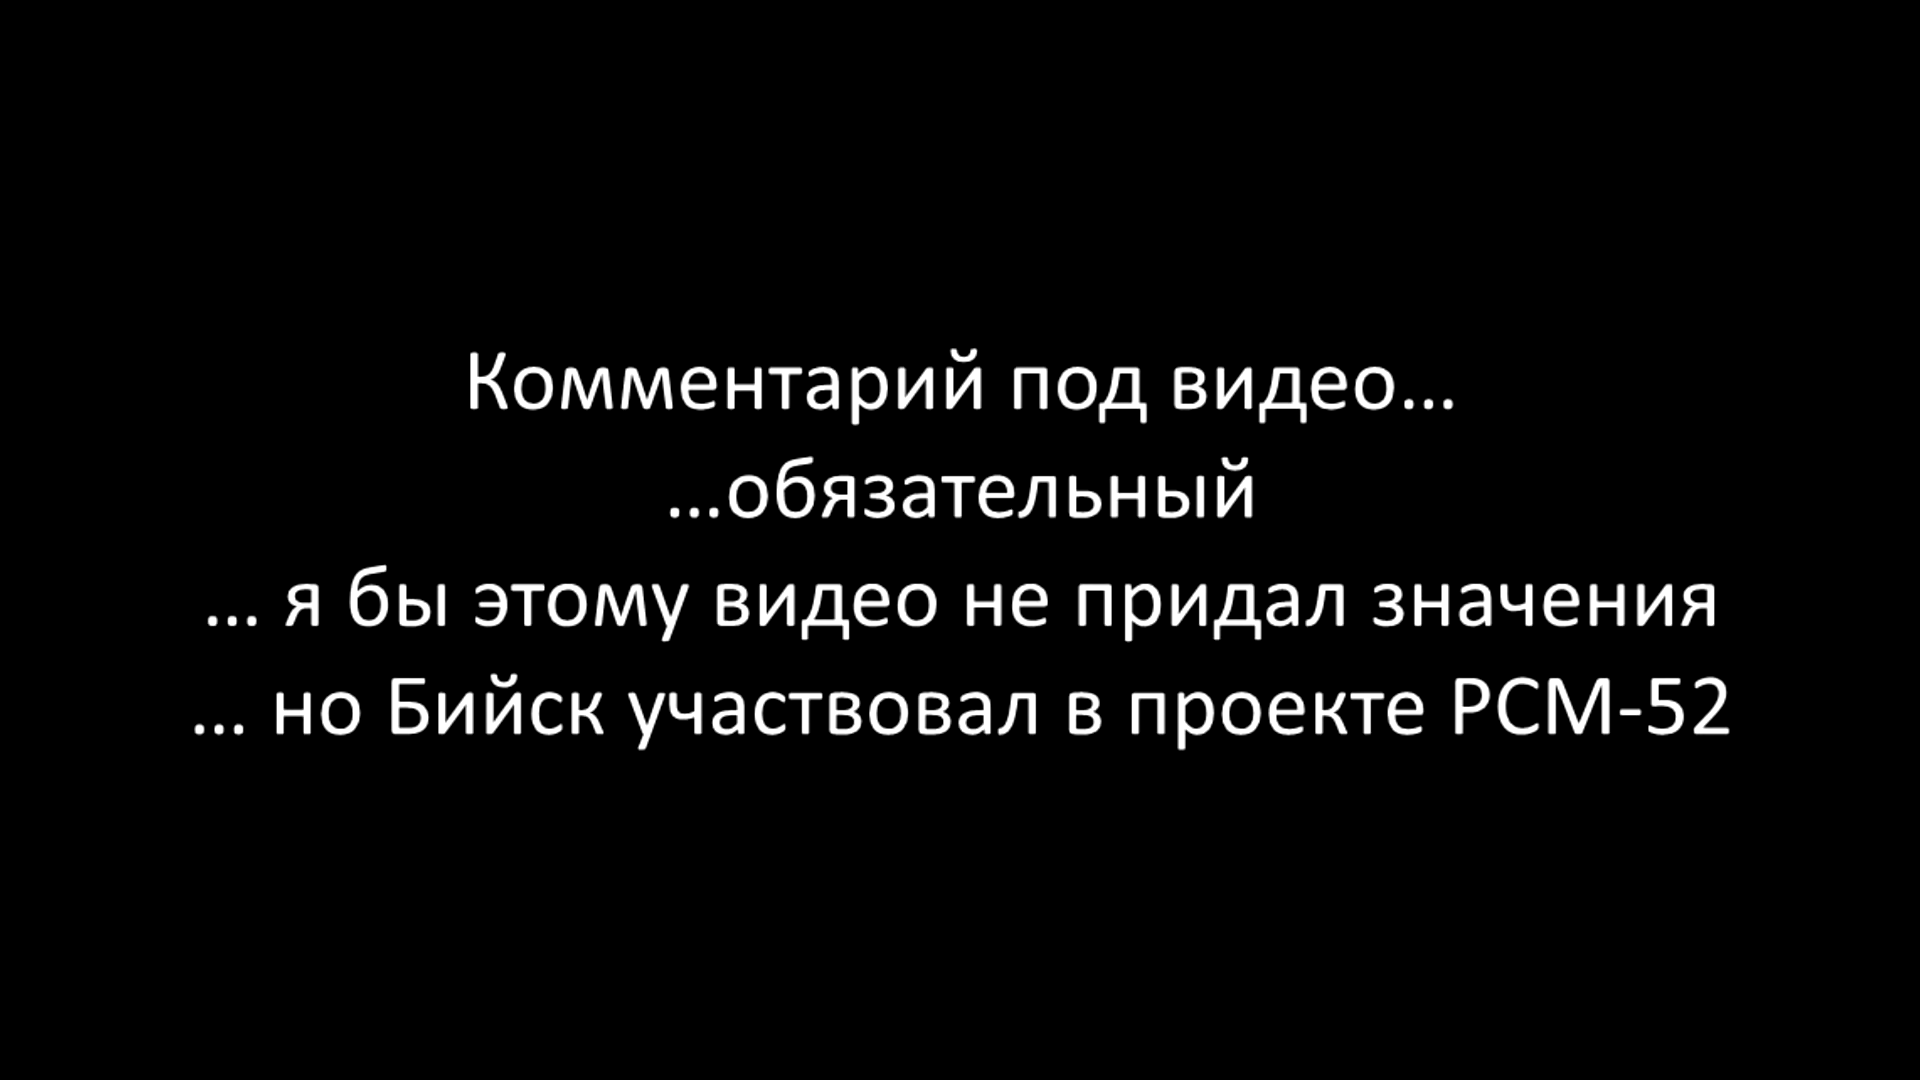 Комментарий под видео...
...обязательный
... я бы этому видео не придал значения
... но Бийск участвовал в проекте РСМ-52